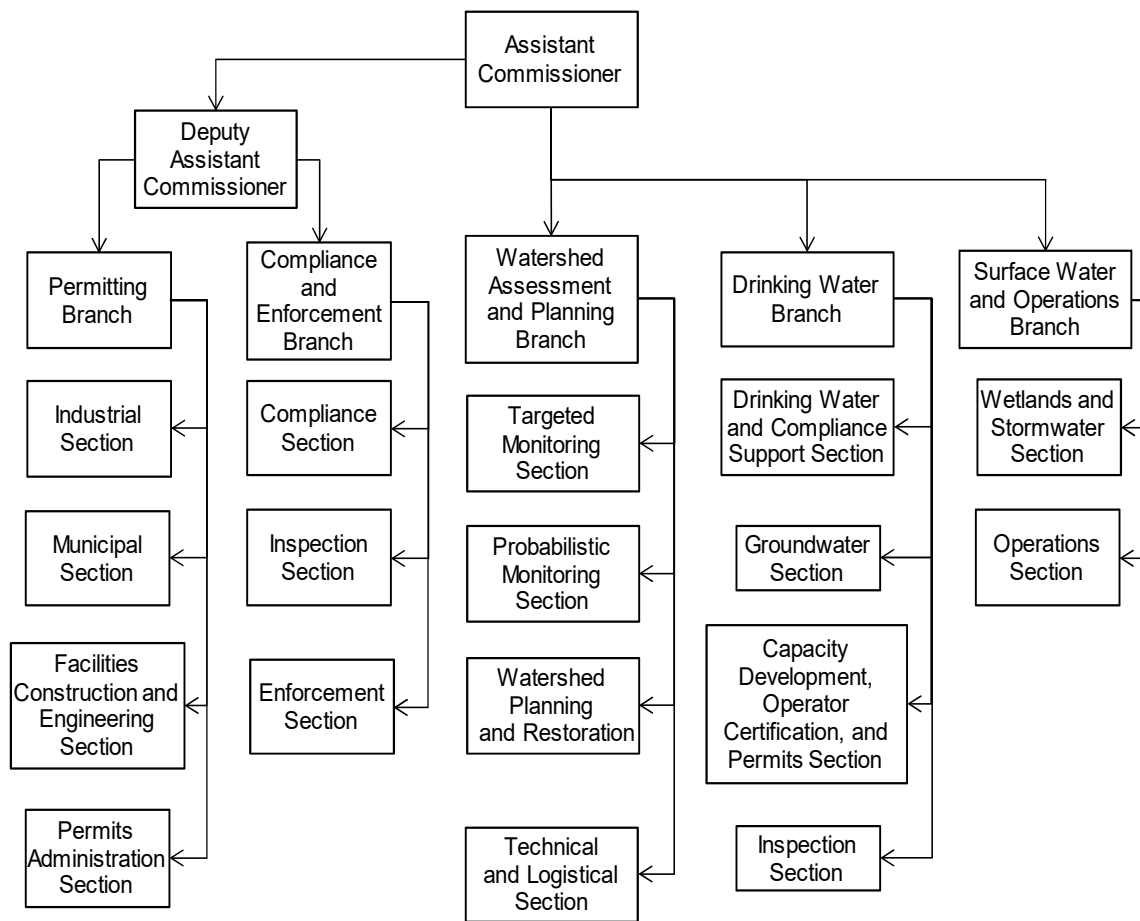 Assistant
Commissioner
Deputy
Assistant
Commissioner
Permitting
Branch
Compliance
and
Enforcement
Branch
Watershed
Assessment
and Planning
Branch
Drinking Water
Branch
Surface Water
and Operations
Branch
Industrial
Section
Compliance
Section
Targeted
Monitoring
Section
Drinking Water
and Compliance
Support Section
Wetlands and
Stormwater
Section
Municipal
Section
Inspection
Section
Probabilistic
Monitoring
Section
Groundwater
Section
Operations
Section
Facilities
Construction and
Engineering
Section
Enforcement
Section
Watershed
Planning
and Restoration
Capacity
Development,
Operator
Certification, and
Permits Section
Permits
Administration
Section
Technical
and Logistical
Section
Inspection
Section